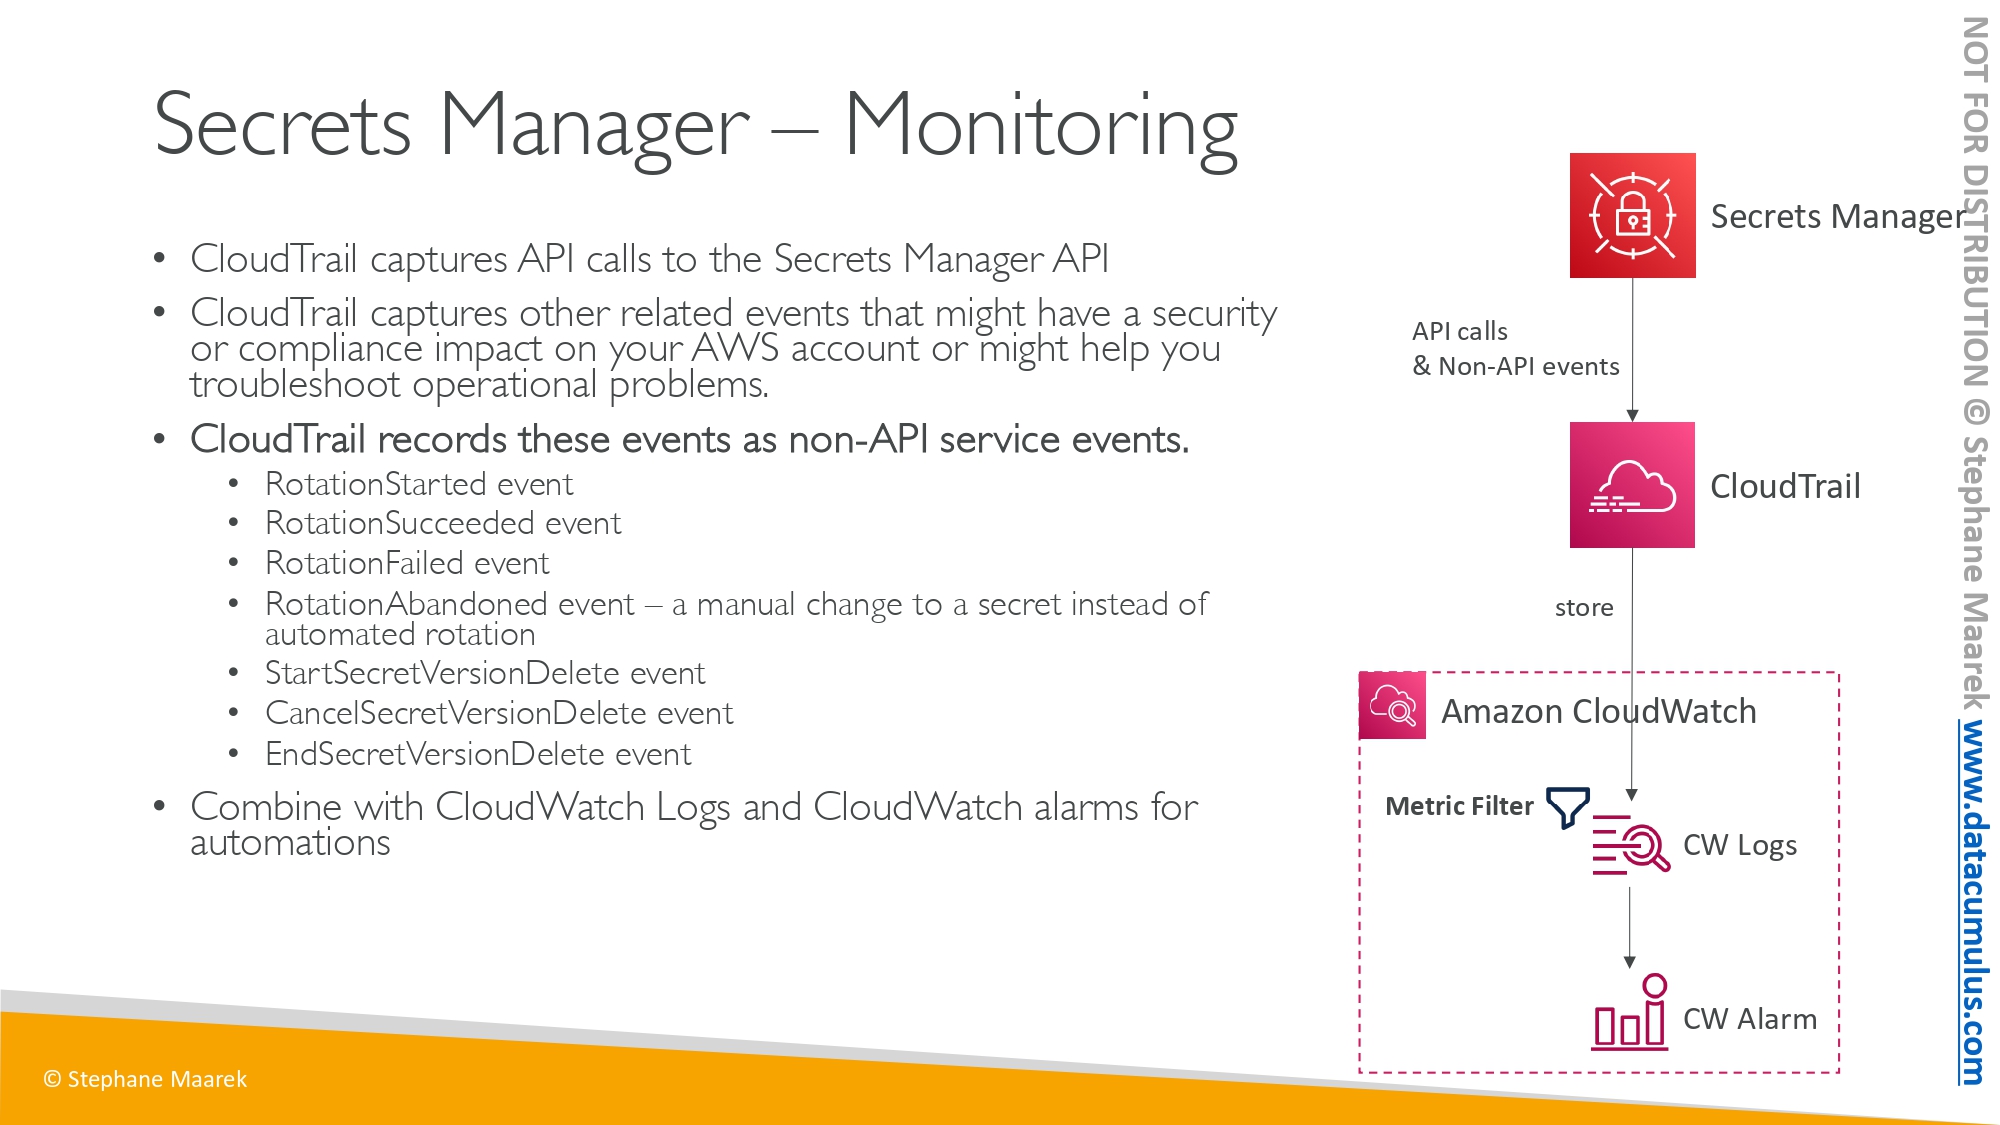 Secrets Manager – Monitoring
• CloudTrail captures API calls to the Secrets Manager API
• CloudTrail captures other related events that might have a security
or compliance impact on your AWS account or might help you
troubleshoot operational problems.
• CloudTrail records these events as non-API service events.
• RotationStarted event
• RotationSucceeded event
• RotationFailed event
• RotationAbandoned event – a manual change to a secret instead of
automated rotation
• StartSecretVersionDelete event
• CancelSecretVersionDelete event
• EndSecretVersionDelete event
• Combine with CloudWatch Logs and CloudWatch alarms for
automations
Secrets Manager
API calls
& Non-API events
CloudTrail
store
Amazon CloudWatch
Metric Filter
CW Logs
CW Alarm
© Stephane Maarek
NOT FOR DISTRIBUTION © Stephane Maarek www.datacumulus.com